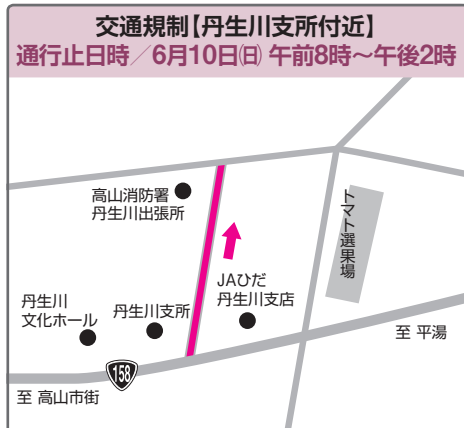 交通規制【丹生川支所付近】
通行止日時／6月10日㈰ 午前8時～午後2時
高山消防署
丹生川出張所
トマト選果場
JAひだ
丹生川支店
丹生川
文化ホール
丹生川支所
至 平湯
158
至 高山市街